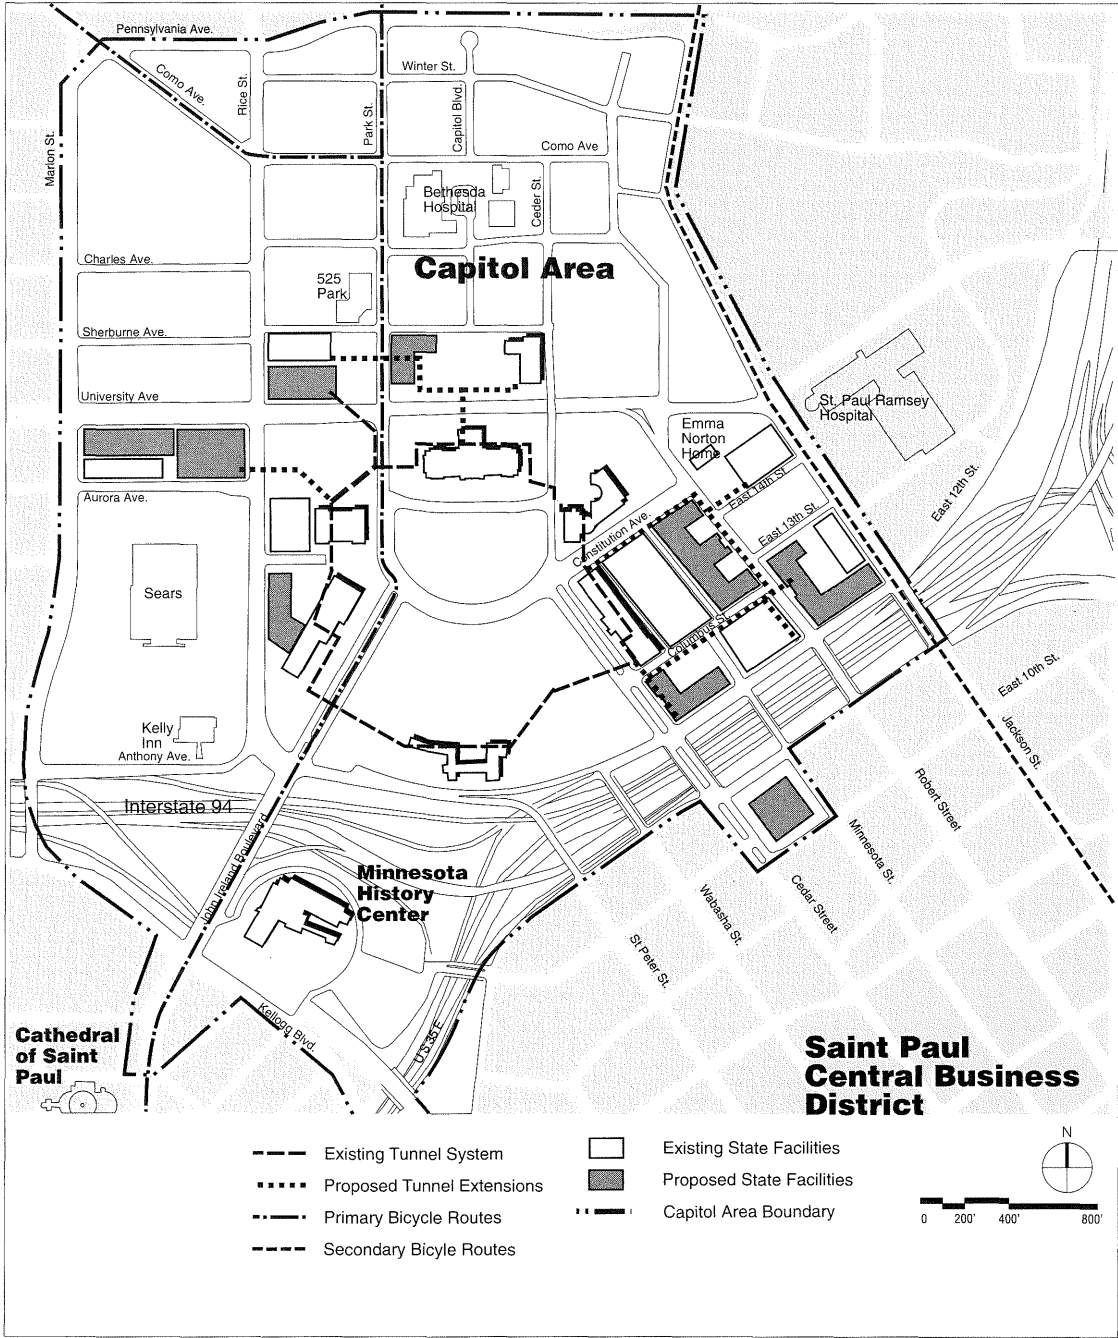 Pennsylvania Ave.
Como Ave.
Rice St.
Winter St.
Park St.
Capitol Blvd.
Marion St.
Como Ave
Bethesda
Hospital
Ceder St.
Charles Ave.
Capitol Area
525
Park
Sherburne Ave.
University Ave
St. Paul Ramsey
Hospital
Emma
Norton
Home
East 14th St.
East 12th St.
Aurora Ave.
East 13th St.
Constitution Ave.
Sears
Columbus St.
East 10th St.
Kelly
Inn
Anthony Ave.
Jackson St.
Robert Street
Interstate 94
John Ireland Boulevard
Minnesota St.
Minnesota
History
Center
Cedar Street
Wabasha St.
St Peter St.
Kellogg Blvd.
U.S.35 E
Cathedral
of Saint
Paul
Saint Paul
Central Business
District
Existing Tunnel System
Proposed Tunnel Extensions
Primary Bicycle Routes
Secondary Bicyle Routes
Existing State Facilities
Proposed State Facilities
Capitol Area Boundary
N
0 200' 400' 800'